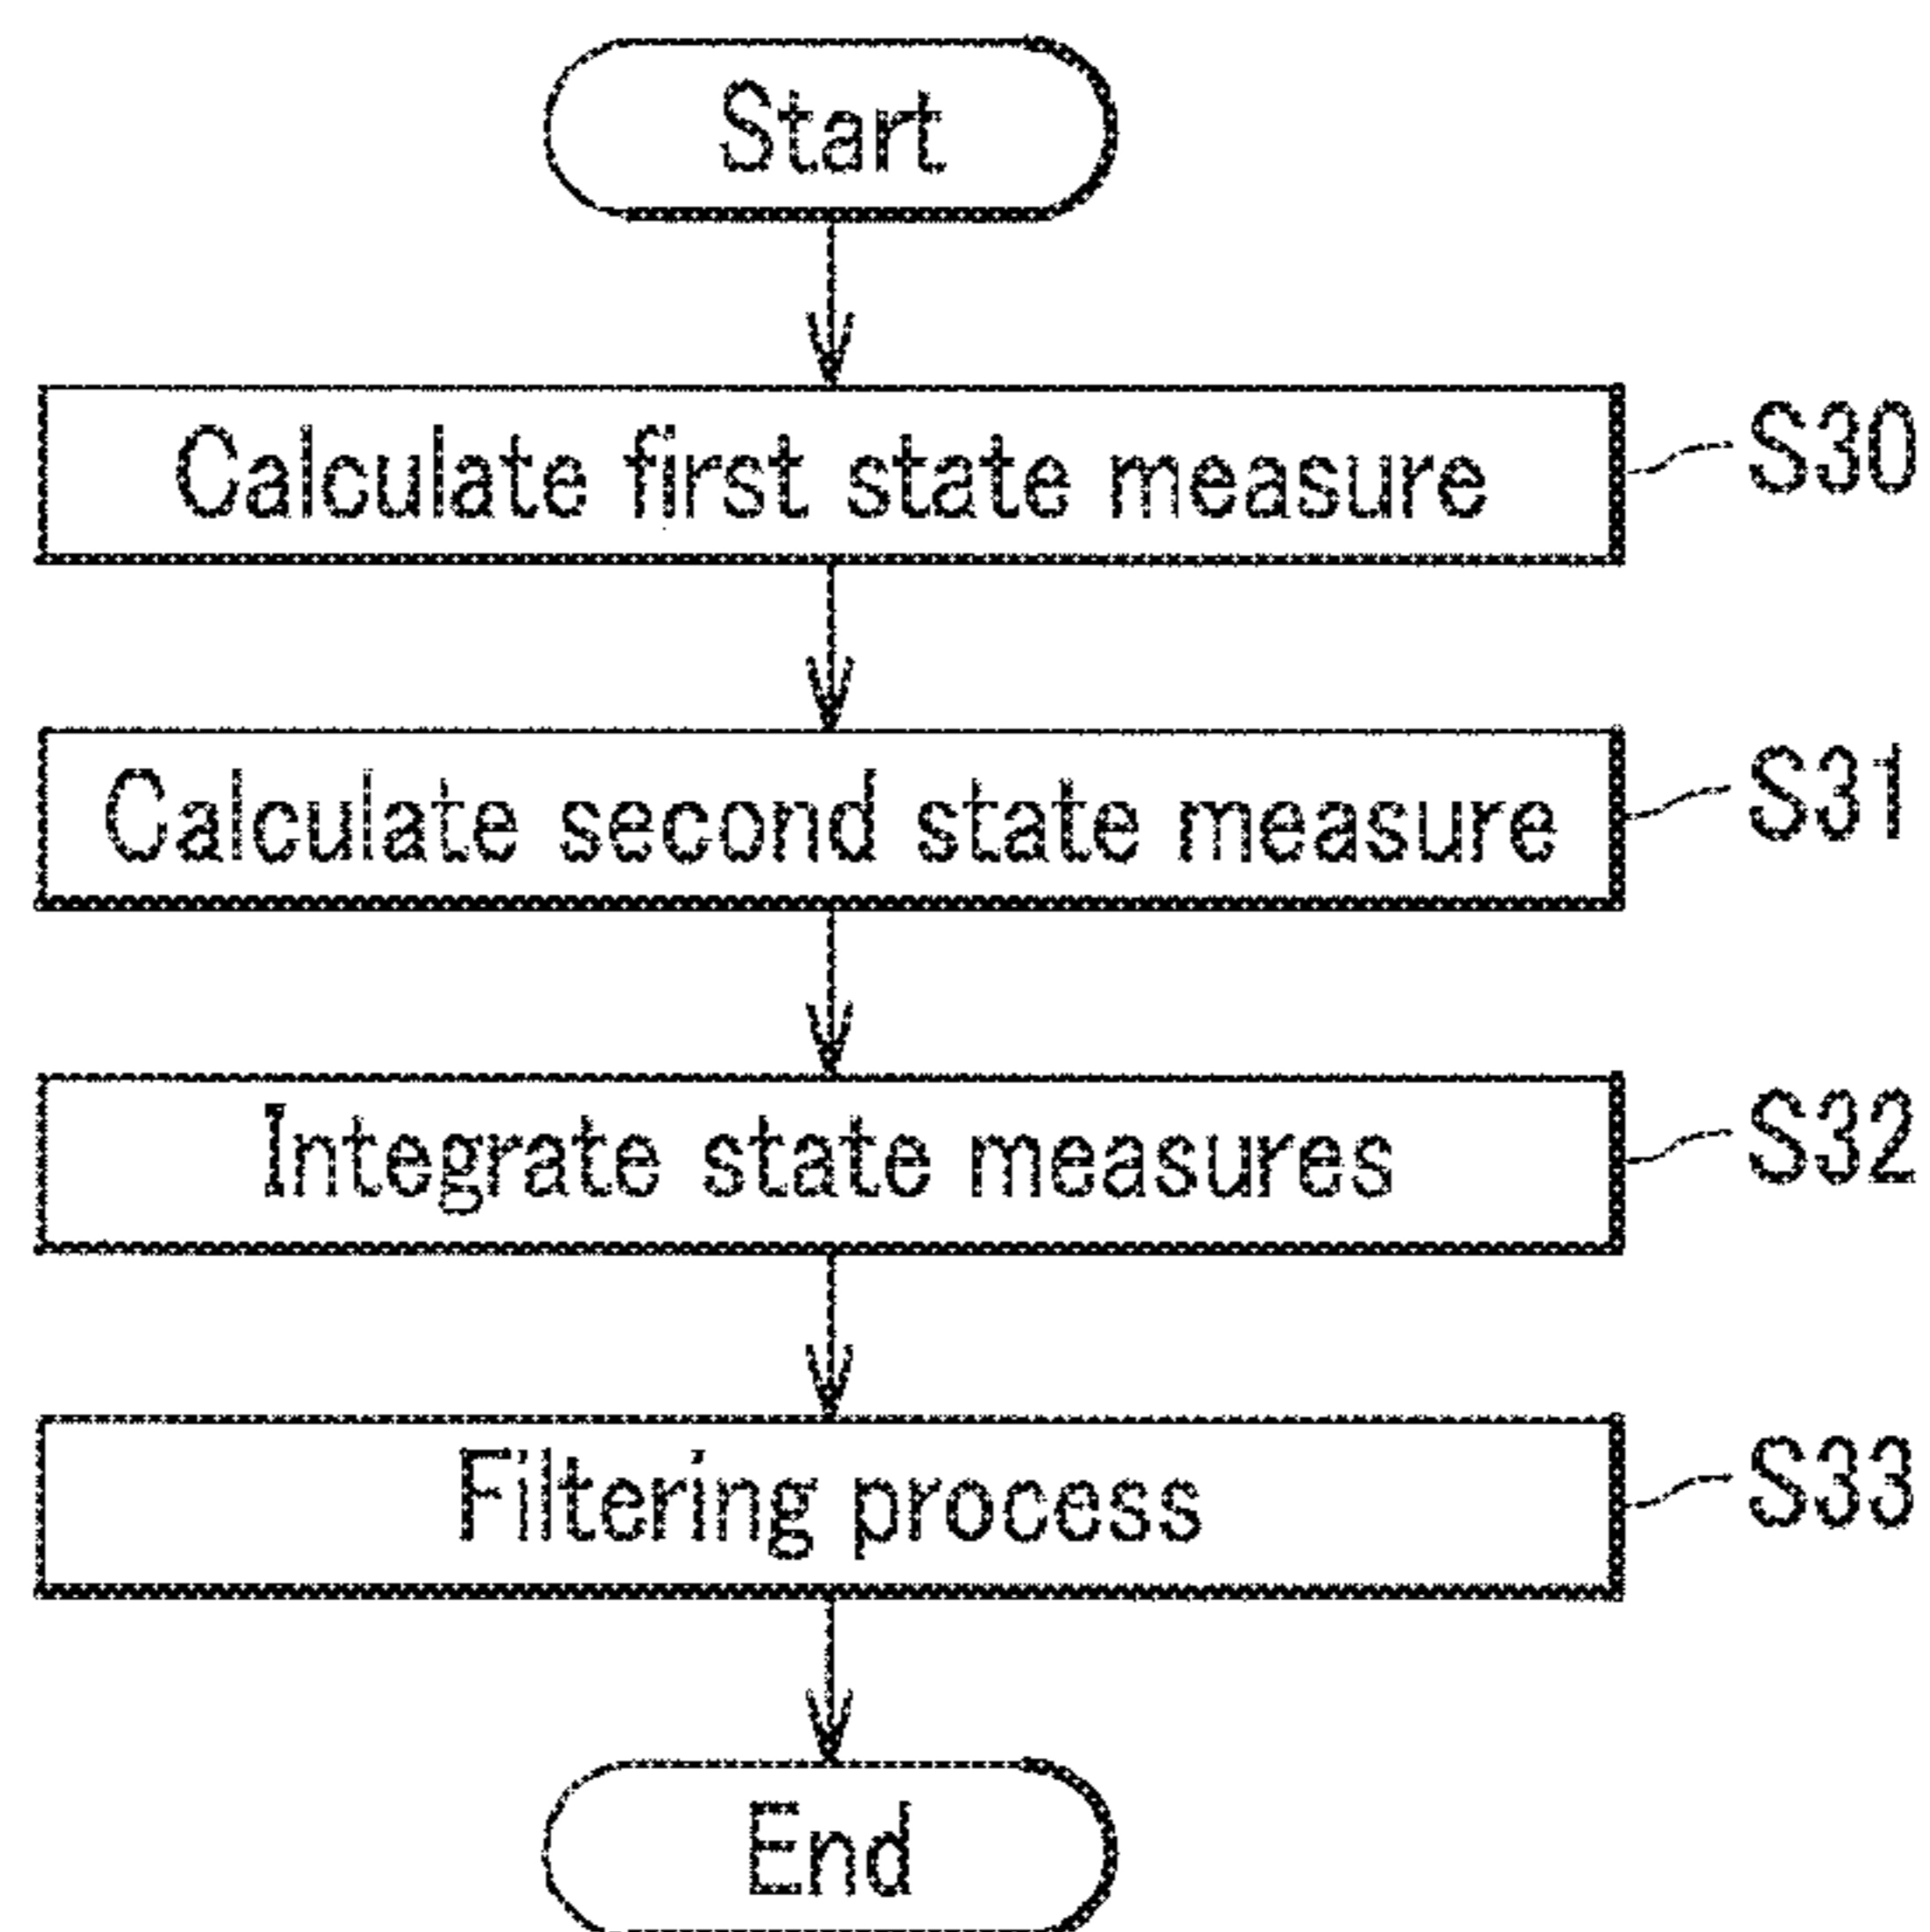 Start
Calculate first state measure
S30
Calculate second state measure
S31
Integrate state measures
S32
Filtering process
S33
End